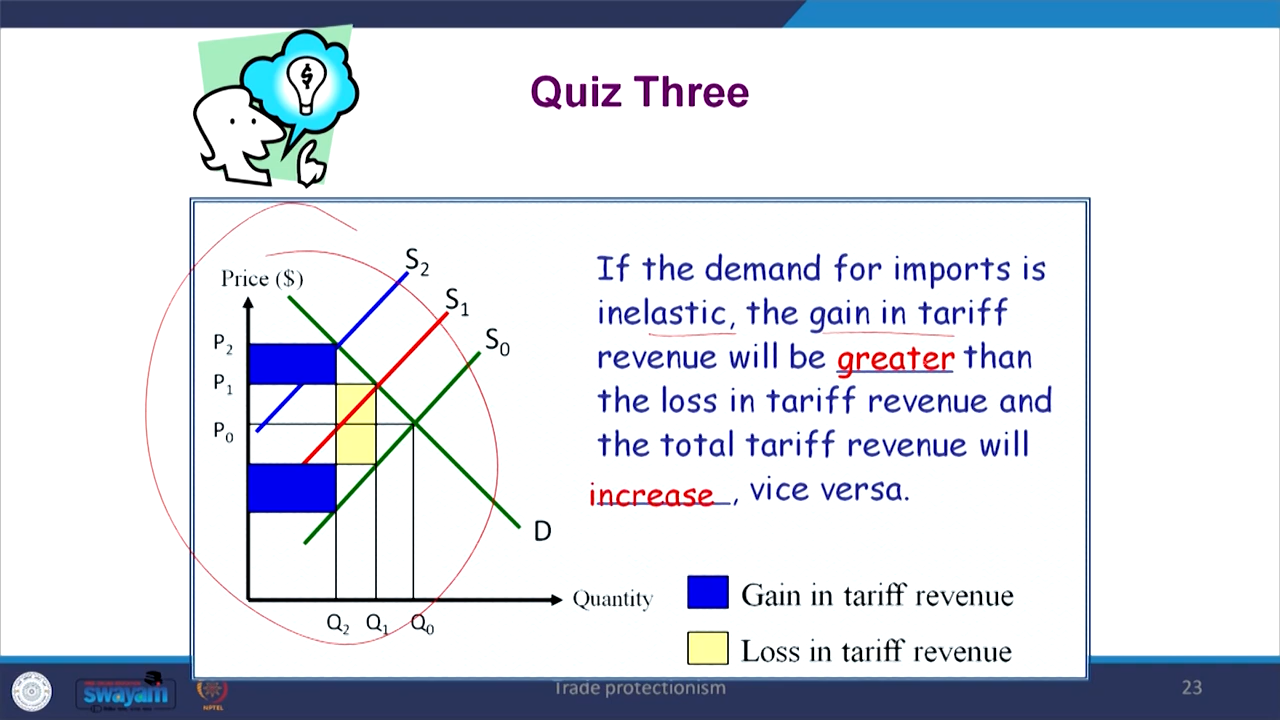 Quiz Three
Price ($)
S2
S1
S0
P2
P1
P0
D
Quantity
Q2 Q1 Q0
If the demand for imports is
inelastic, the gain in tariff
revenue will be greater than
the loss in tariff revenue and
the total tariff revenue will
increase, vice versa.
Gain in tariff revenue
Loss in tariff revenue
swayam
NPTEL
Trade protectionism
23